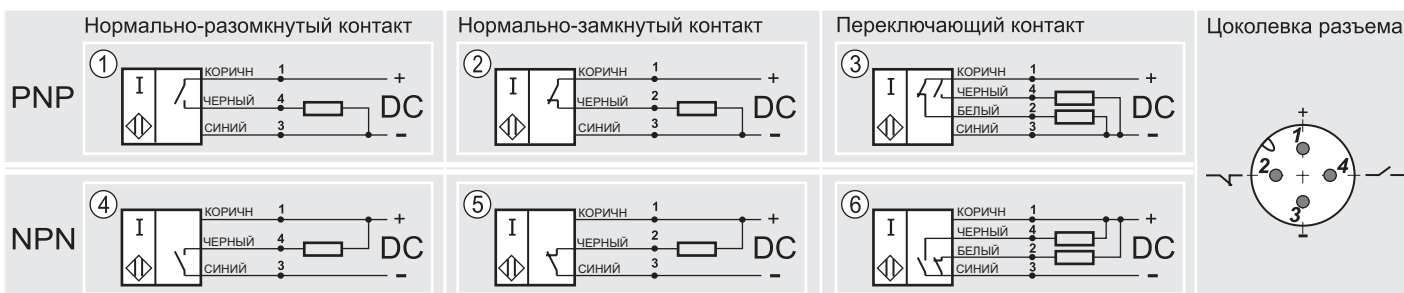 Нормально-разомкнутый контакт
Нормально-замкнутый контакт
Переключающий контакт
Цоколевка разъема
PNP
1
I
КОРИЧН 1 +
ЧЕРНЫЙ 4 DC
СИНИЙ 3 -
2
I
КОРИЧН 1 +
ЧЕРНЫЙ 2 DC
СИНИЙ 3 -
3
I
КОРИЧН 1 +
ЧЕРНЫЙ 4
БЕЛЫЙ 2 DC
СИНИЙ 3 -
+
1
2 + 4
3
-
NPN
4
I
КОРИЧН 1 +
ЧЕРНЫЙ 4 DC
СИНИЙ 3 -
5
I
КОРИЧН 1 +
ЧЕРНЫЙ 2 DC
СИНИЙ 3 -
6
I
КОРИЧН 1 +
ЧЕРНЫЙ 4
БЕЛЫЙ 2 DC
СИНИЙ 3 -